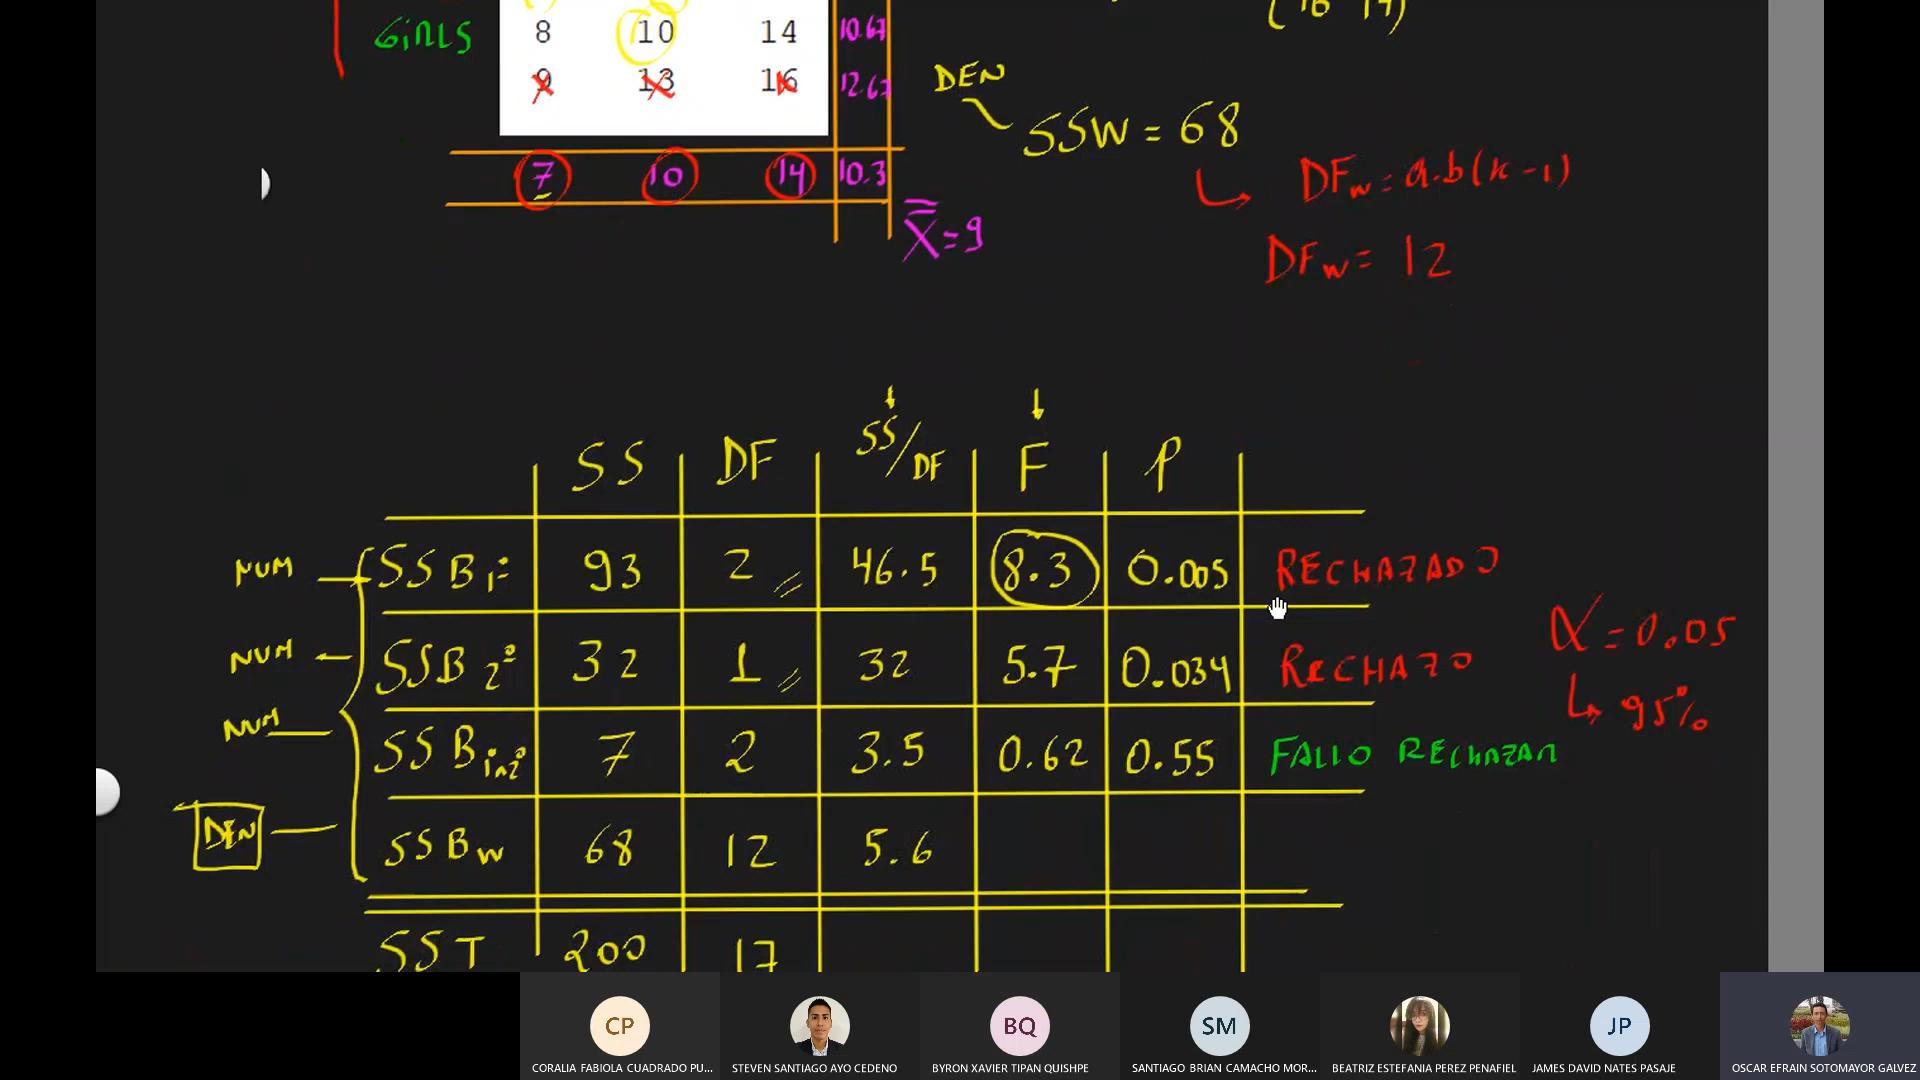 GIRLS 8 10 14 10.67
9 13 16 12.67
7 10 14 10.3
X=9
DEN
SSW = 68
DFw = a.b(n-1)
DFw = 12
SS DF SS/DF F P
NUM SSB1º 93 2 46.5 8.3 0.005 RECHAZADO
NUM SSB2º 32 1 32 5.7 0.034 RECHAZO
α = 0.05
95%
NUM SSB1n2º 7 2 3.5 0.62 0.55 FALLO RECHAZAR
DEN SSBw 68 12 5.6
SST 200 17
CP BQ SM JP
CORALIA FABIOLA CUADRADO PU... STEVEN SANTIAGO AYO CEDENO BYRON XAVIER TIPAN QUISHPE SANTIAGO BRIAN CAMACHO MOR... BEATRIZ ESTEFANIA PEREZ PENAFIEL JAMES DAVID NATES PASAJE OSCAR EFRAIN SOTOMAYOR GALVEZ